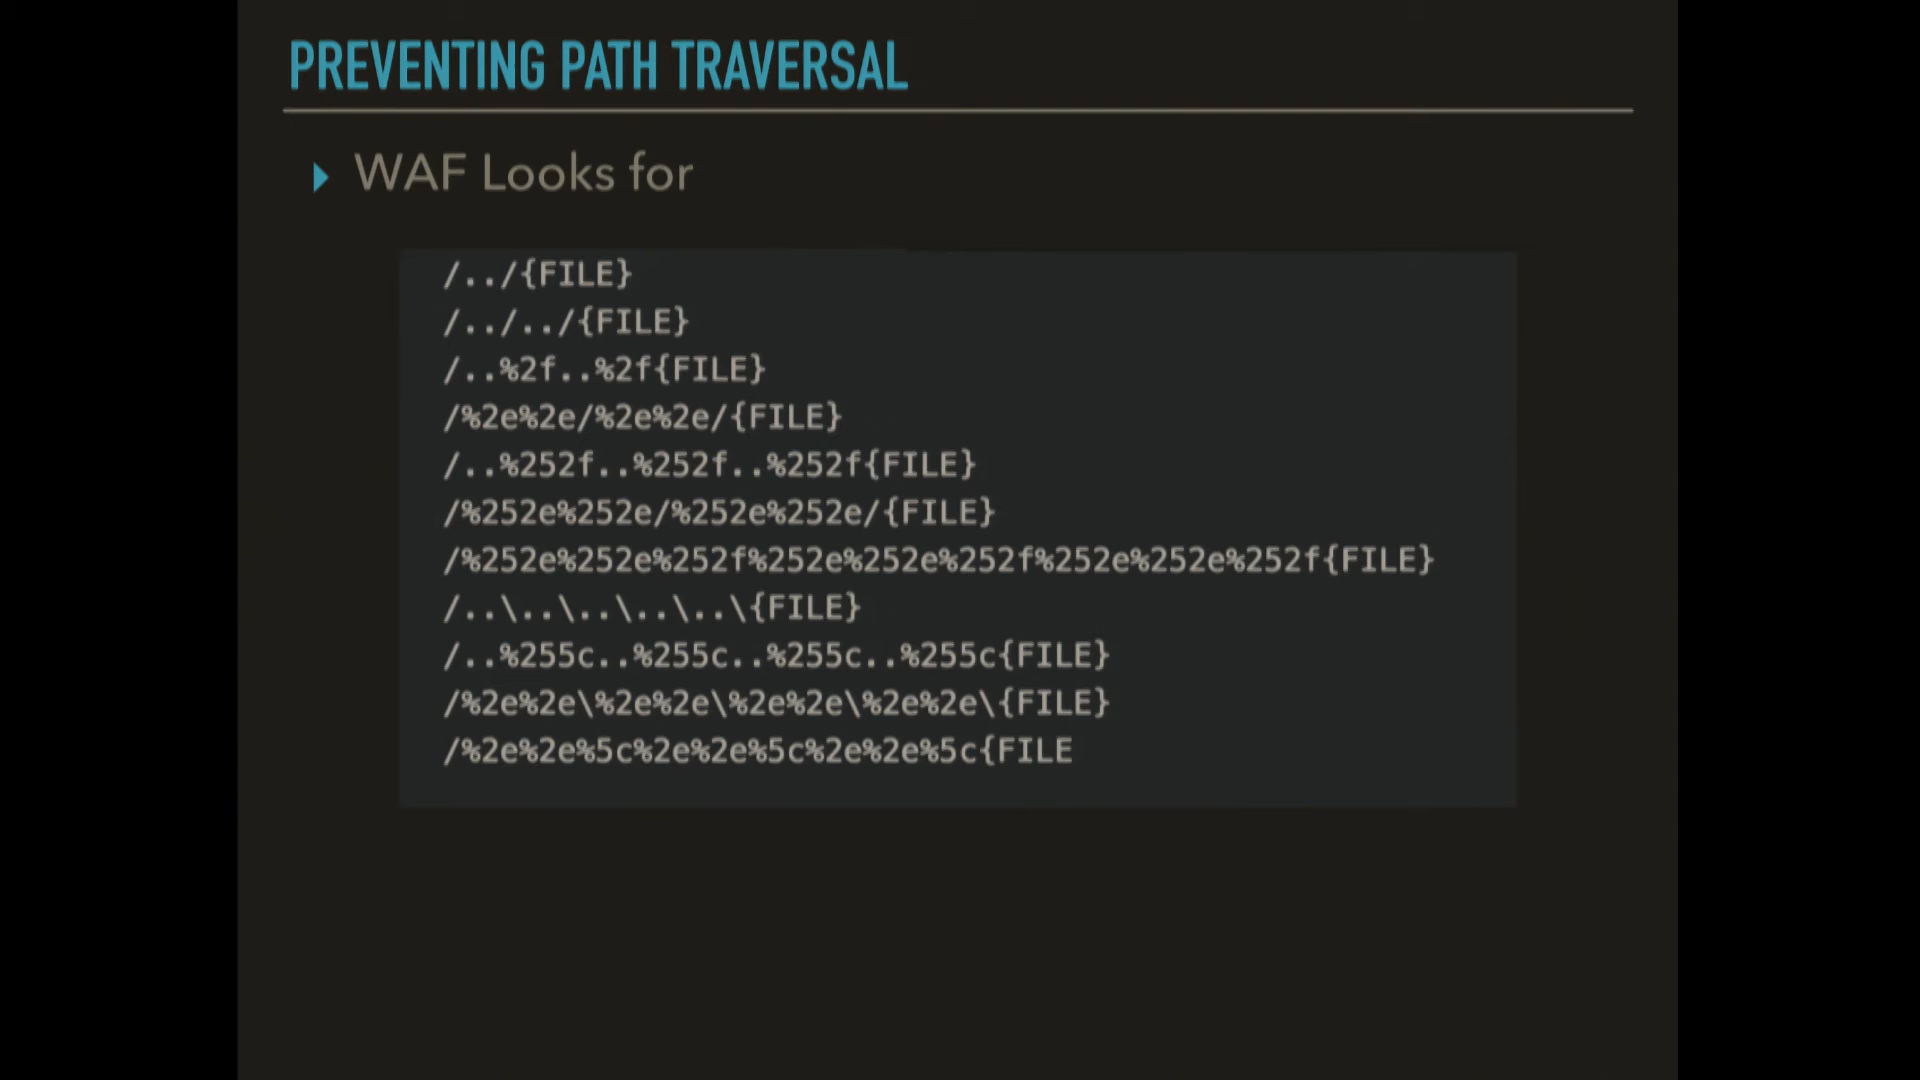 PREVENTING PATH TRAVERSAL
WAF Looks for
/../{FILE}
/../../{FILE}
/..%2f..%2f{FILE}
/%2e%2e/%2e%2e/{FILE}
/..%252f..%252f..%252f{FILE}
/%252e%252e/%252e%252e/{FILE}
/%252e%252e%252f%252e%252e%252f%252e%252e%252f{FILE}
/..\..\..\..\..\{FILE}
/..%255c..%255c..%255c..%255c{FILE}
/%2e%2e\%2e%2e\%2e%2e\%2e%2e\{FILE}
/%2e%2e%5c%2e%2e%5c%2e%2e%5c{FILE